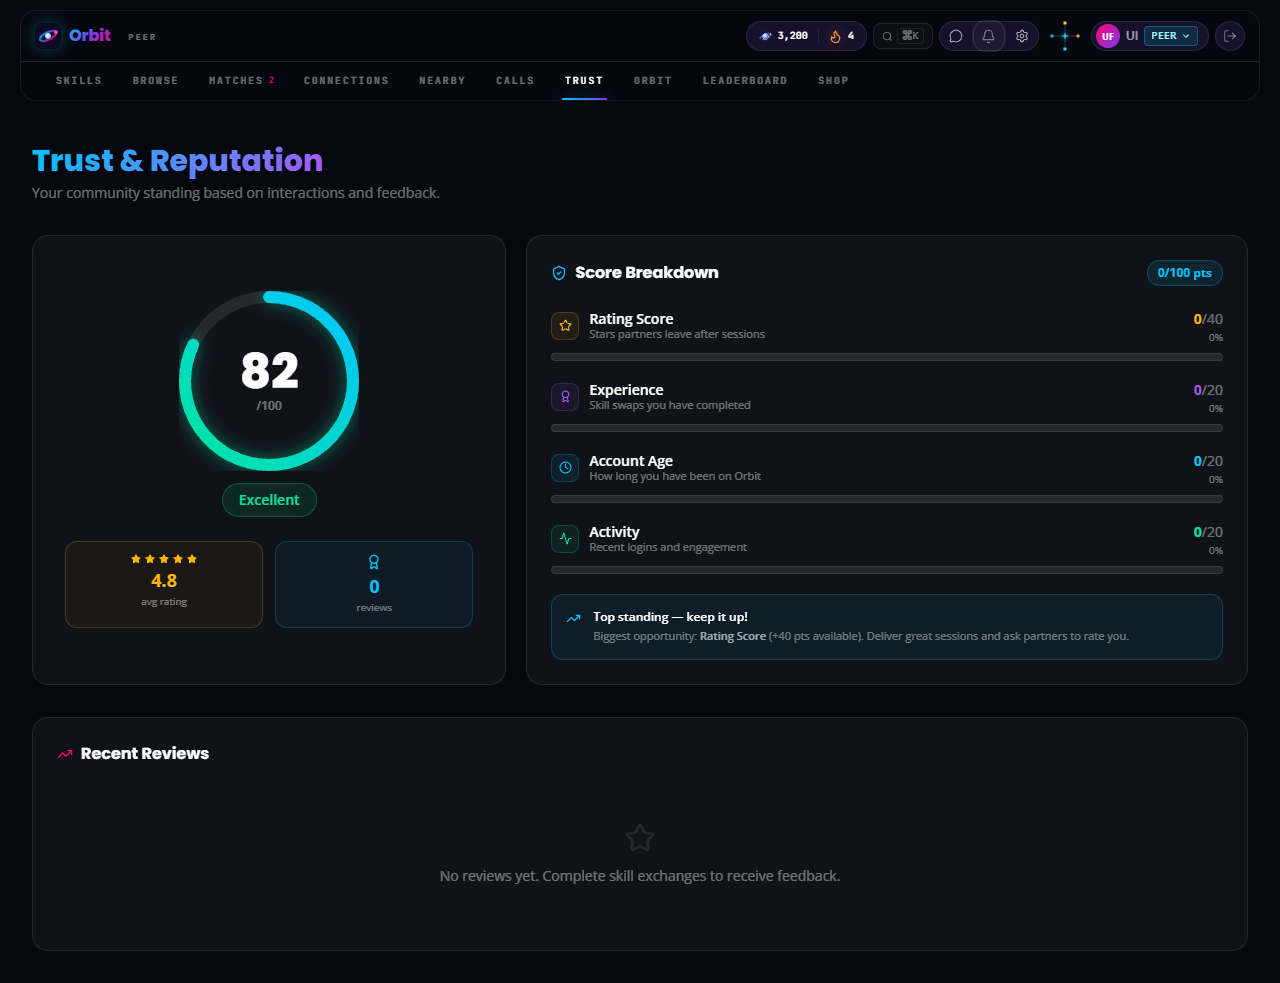 Orbit PEER
3,200 4 ⌘K UF UI PEER
SKILLS BROWSE MATCHES 2 CONNECTIONS NEARBY CALLS TRUST ORBIT LEADERBOARD SHOP
Trust & Reputation
Your community standing based on interactions and feedback.
82
/100
Excellent
4.8
avg rating
0
reviews
Score Breakdown
0/100 pts
Rating Score
Stars partners leave after sessions
0/40
0%
Experience
Skill swaps you have completed
0/20
0%
Account Age
How long you have been on Orbit
0/20
0%
Activity
Recent logins and engagement
0/20
0%
Top standing — keep it up!
Biggest opportunity: Rating Score (+40 pts available). Deliver great sessions and ask partners to rate you.
Recent Reviews
No reviews yet. Complete skill exchanges to receive feedback.